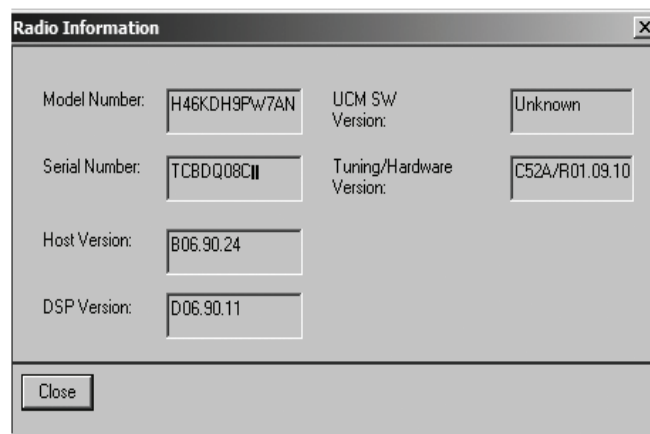 Radio Information
Model Number: H46KDH9PW7AN UCM SW Version: Unknown
Serial Number: TCBDQ08C Tuning/Hardware Version: C52A/R01.09.10
Host Version: B06.90.24
DSP Version: D06.90.11
Close